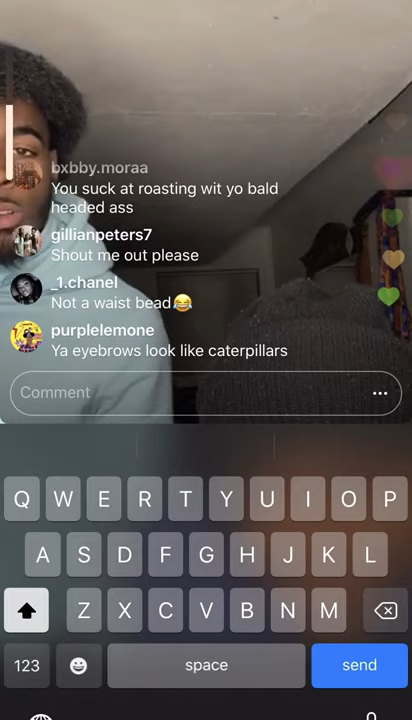 bxbby.moraa
You suck at roasting wit yo bald
headed ass
gillianpeters7
Shout me out please
_1.chanel
Not a waist bead😂
purplelemone
Ya eyebrows look like caterpillars
Comment
Q W E R T Y U I O P
A S D F G H J K L
Z X C V B N M
123 space send